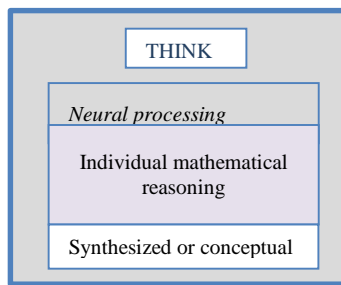 THINK
Neural processing
Individual mathematical
reasoning
Synthesized or conceptual